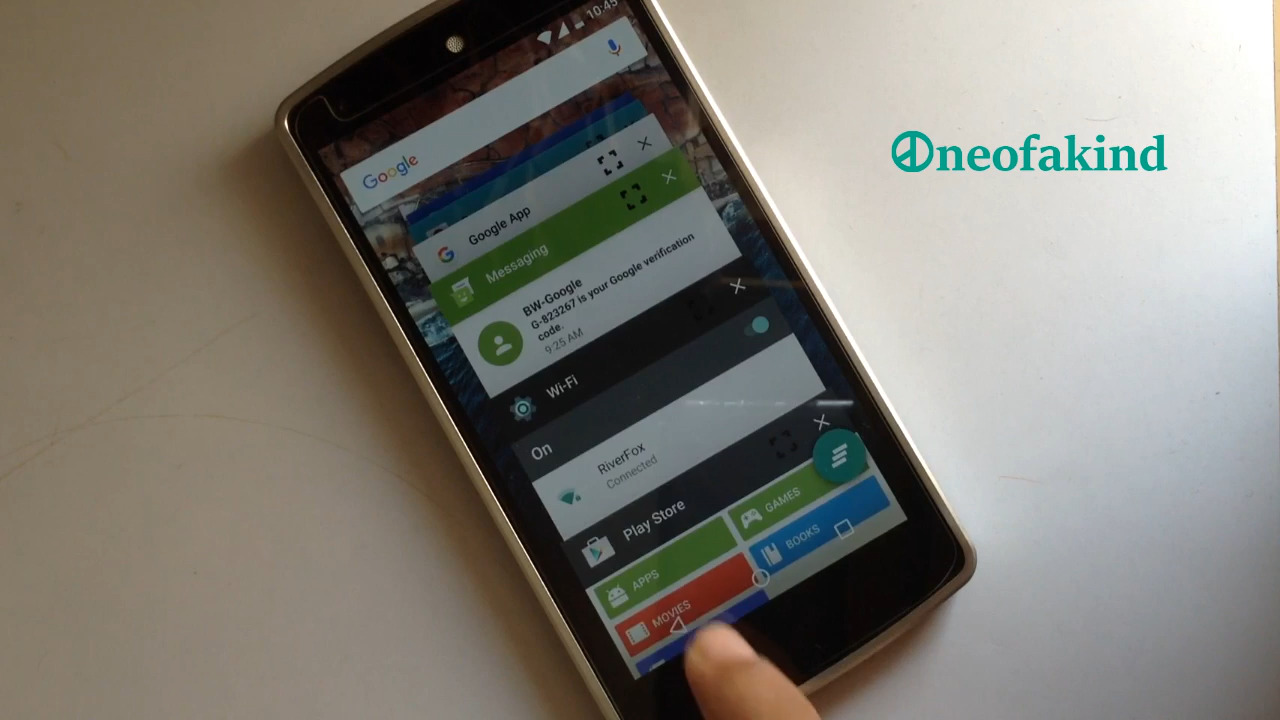 10:45
Google
Oneofakind
Google App
Messaging
BW-Google
G-823267 is your Google verification
code.
9:25 AM
Wi-Fi
On
RiverFox
Connected
Play Store
APPS
GAMES
MOVIES
BOOKS